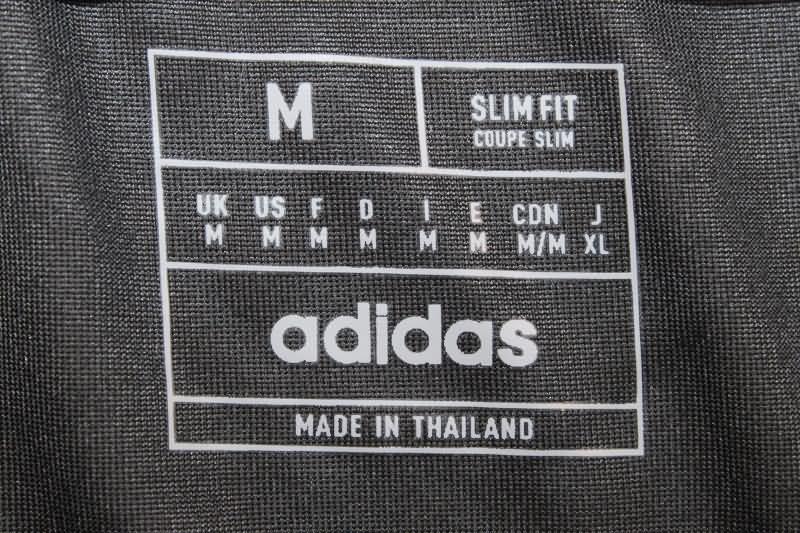 M
SLIM FIT
COUPE SLIM
UK US F D I E CDN J
M M M M M M M/M XL
adidas
MADE IN THAILAND